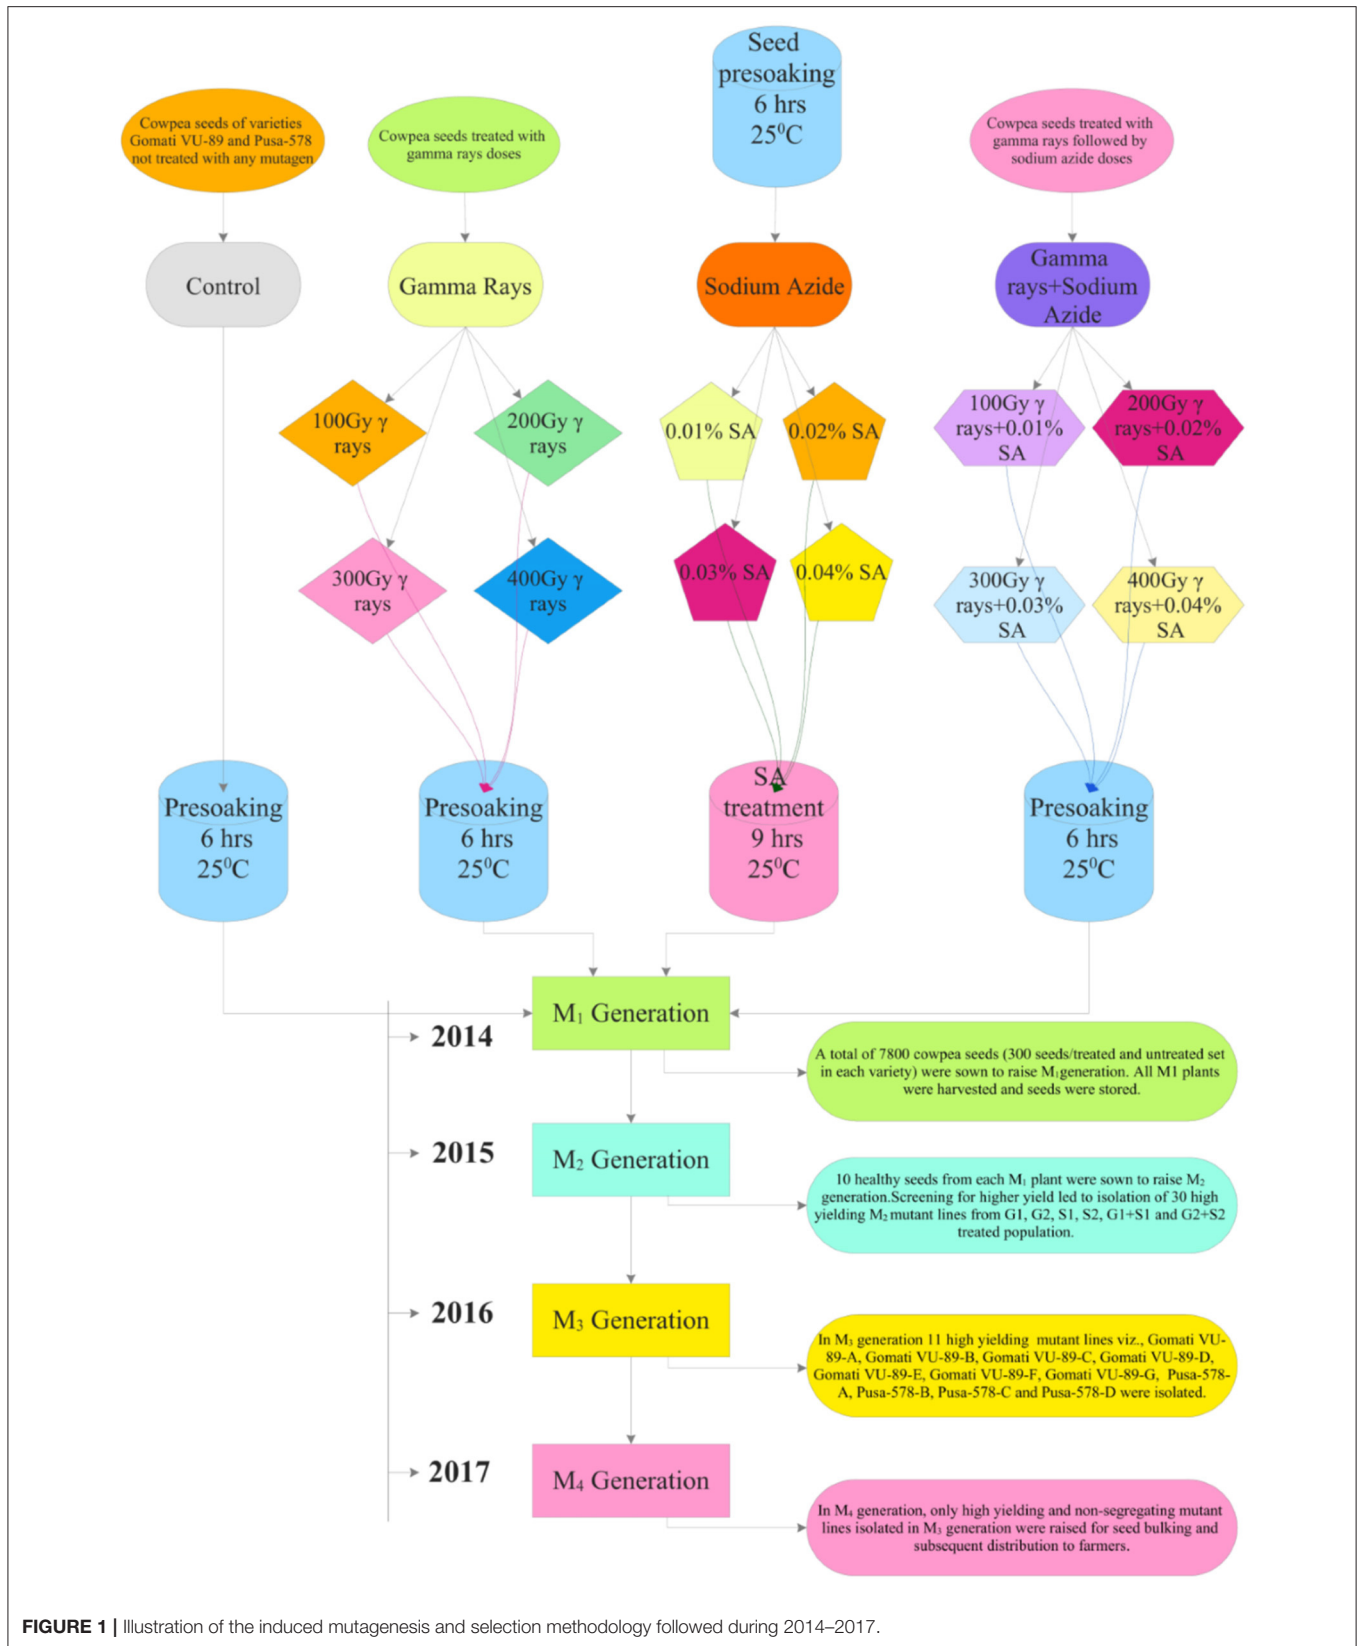 Cowpea seeds of varieties
Gomati VU-89 and Pusa-578
not treated with any mutagen
Cowpea seeds treated with
gamma rays doses
Seed
presoaking
6 hrs
25⁰C
Cowpea seeds treated with
gamma rays followed by
sodium azide doses
Control
Gamma Rays
Sodium Azide
Gamma
rays+Sodium
Azide
100Gy γ
rays
200Gy γ
rays
0.01% SA
0.02% SA
100Gy γ
rays+0.01%
SA
200Gy γ
rays+0.02%
SA
300Gy γ
rays
400Gy γ
rays
0.03% SA
0.04% SA
300Gy γ
rays+0.03%
SA
400Gy γ
rays+0.04%
SA
Presoaking
6 hrs
25⁰C
Presoaking
6 hrs
25⁰C
SA
treatment
9 hrs
25⁰C
Presoaking
6 hrs
25⁰C
M₁ Generation
2014
A total of 7800 cowpea seeds (300 seeds/treated and untreated set
in each variety) were sown to raise M₁generation. All M1 plants
were harvested and seeds were stored.
2015
M₂ Generation
10 healthy seeds from each M₁ plant were sown to raise M₂
generation.Screening for higher yield led to isolation of 30 high
yielding M₂ mutant lines from G1, G2, S1, S2, G1+S1 and G2+S2
treated population.
2016
M₃ Generation
In M₃ generation 11 high yielding mutant lines viz., Gomati VU-
89-A, Gomati VU-89-B, Gomati VU-89-C, Gomati VU-89-D,
Gomati VU-89-E, Gomati VU-89-F, Gomati VU-89-G, Pusa-578-
A, Pusa-578-B, Pusa-578-C and Pusa-578-D were isolated.
2017
M₄ Generation
In M₄ generation, only high yielding and non-segregating mutant
lines isolated in M₃ generation were raised for seed bulking and
subsequent distribution to farmers.
FIGURE 1 | Illustration of the induced mutagenesis and selection methodology followed during 2014–2017.